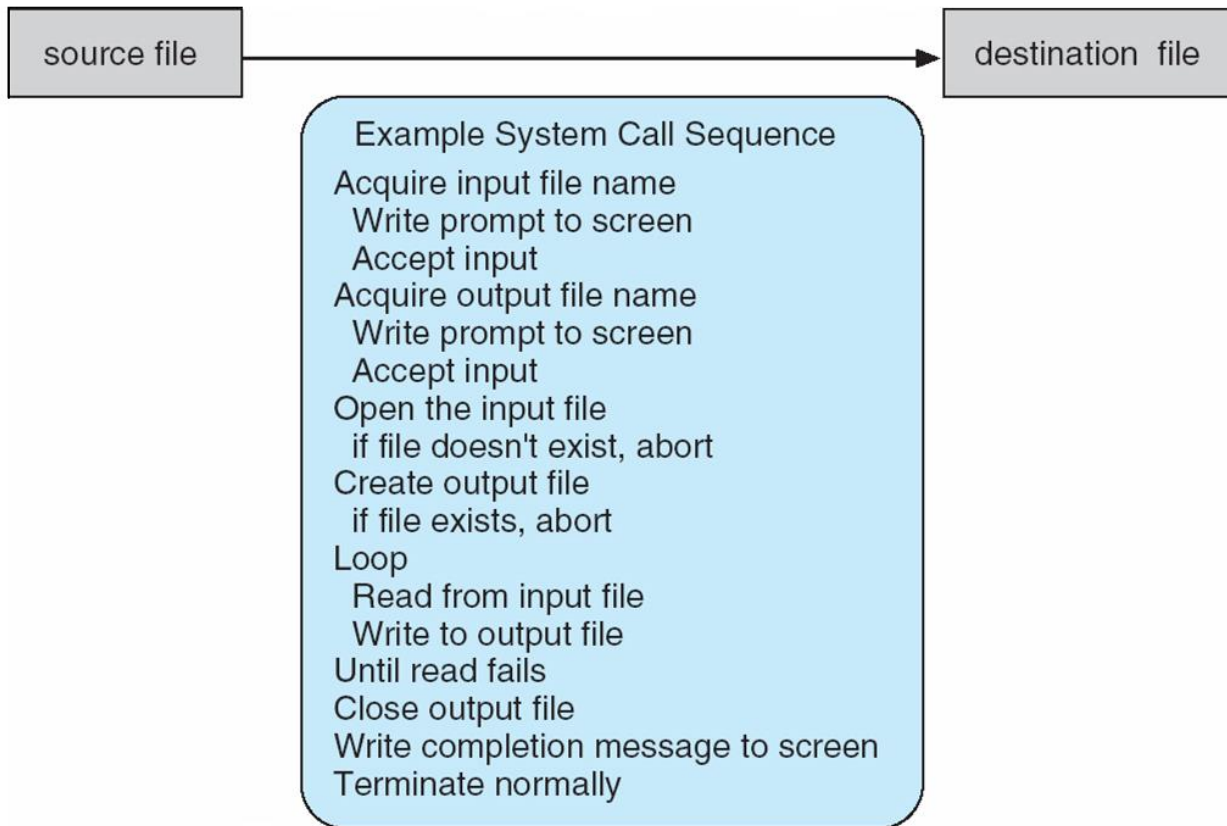 source file
destination file
Example System Call Sequence
Acquire input file name
Write prompt to screen
Accept input
Acquire output file name
Write prompt to screen
Accept input
Open the input file
if file doesn't exist, abort
Create output file
if file exists, abort
Loop
Read from input file
Write to output file
Until read fails
Close output file
Write completion message to screen
Terminate normally